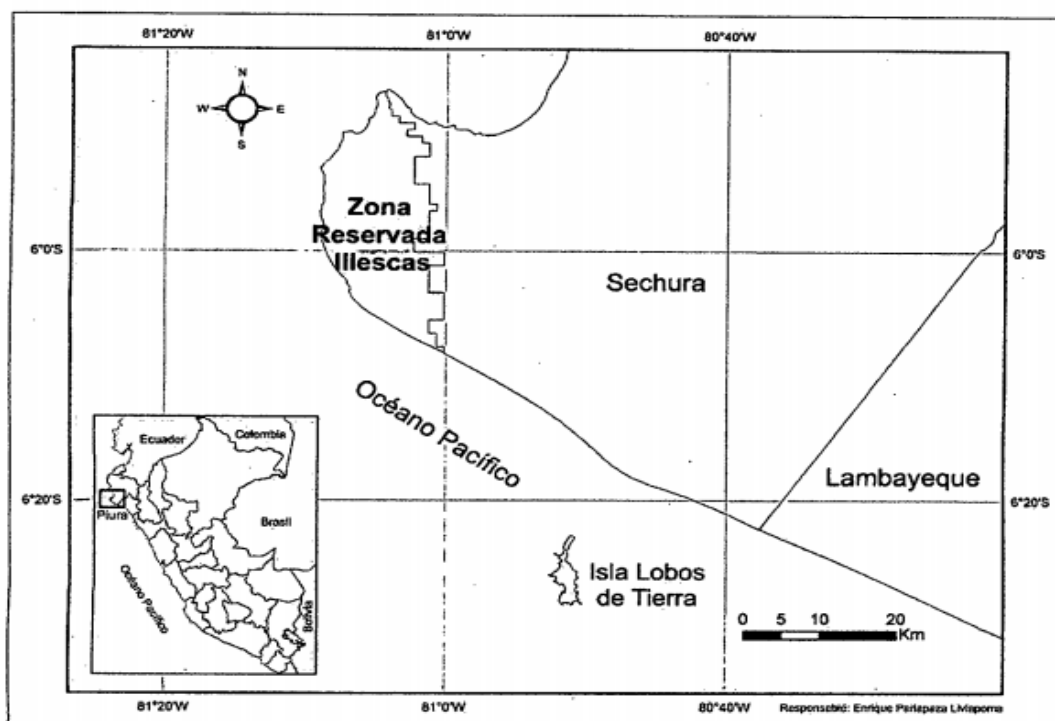 81°20'W
81°0'W
80°40'W
N
W
E
S
Zona
Reservada
Illescas
6°0'S
6°0'S
Sechura
Océano Pacífico
Ecuador
Colombia
Piura
Brasil
Océano Pacífico
Bolivia
6°20'S
6°20'S
Lambayeque
Isla Lobos
de Tierra
0 5 10 20
Km
81°20'W
81°0'W
80°40'W
Enrique